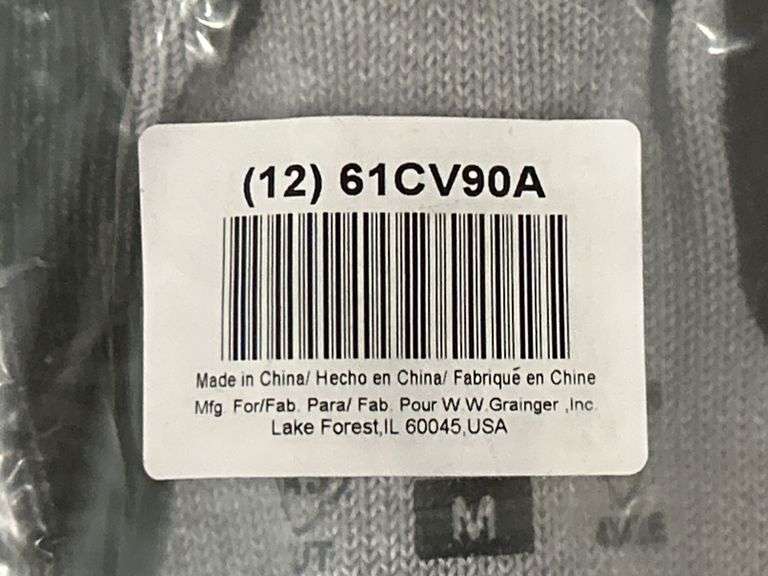 (12) 61CV90A
Made in China/ Hecho en China/ Fabriqué en Chine
Mfg. For/Fab. Para/ Fab. Pour W.W.Grainger ,Inc.
Lake Forest,IL 60045,USA
M